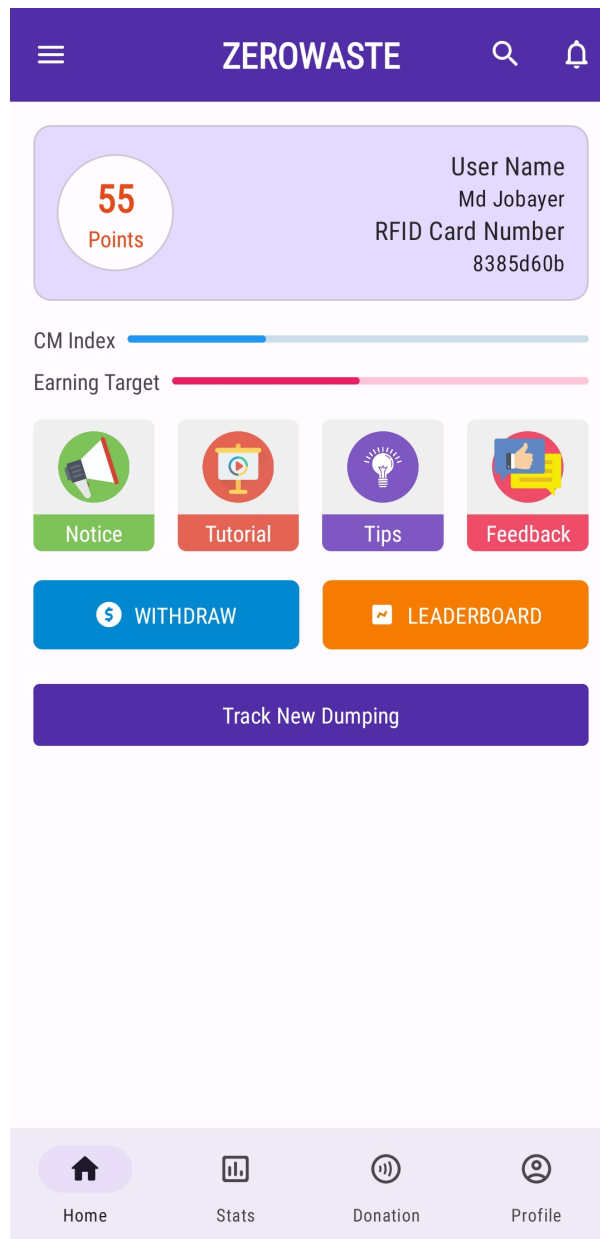 ZEROWASTE
55
Points
User Name
Md Jobayer
RFID Card Number
8385d60b
CM Index
Earning Target
Notice
Tutorial
Tips
Feedback
WITHDRAW
LEADERBOARD
Track New Dumping
Home
Stats
Donation
Profile